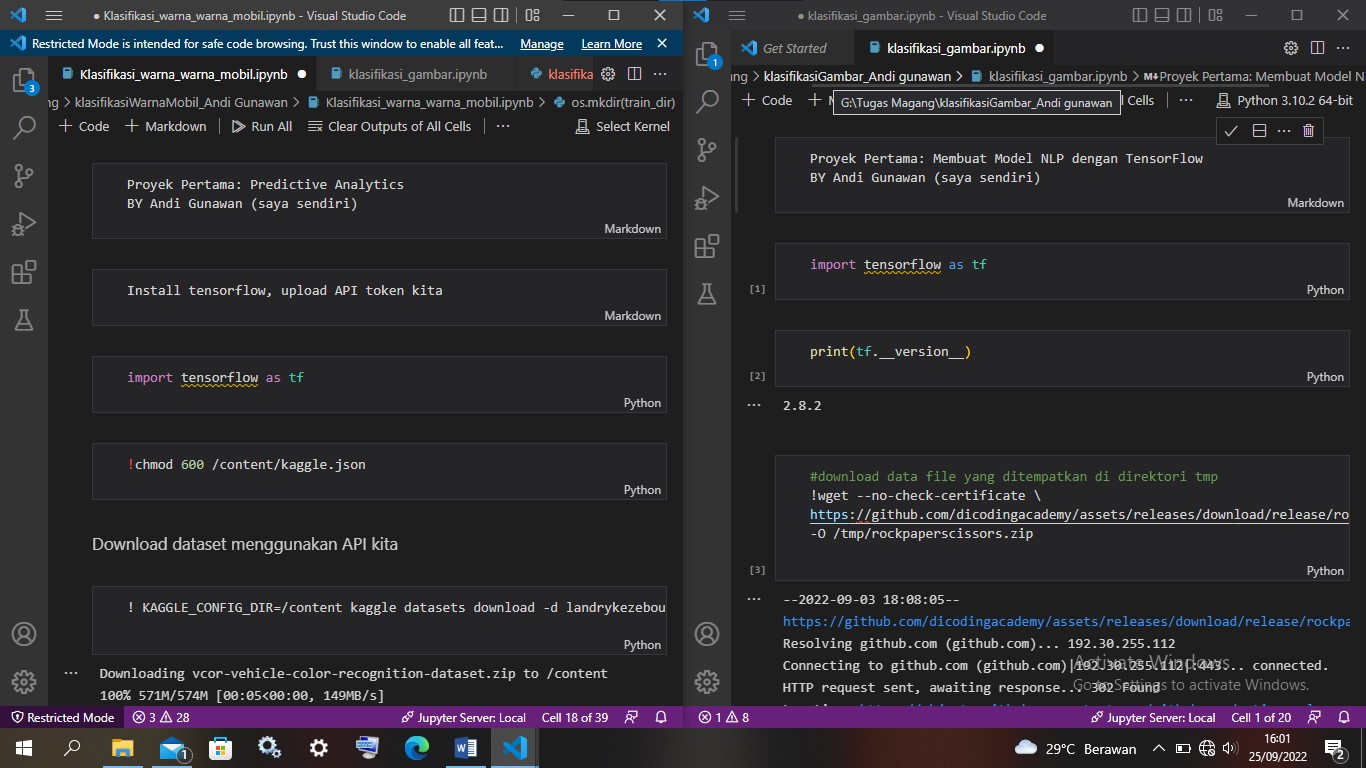 ● Klasifikasi_warna_warna_mobil.ipynb - Visual Studio Code
Restricted Mode is intended for safe code browsing. Trust this window to enable all feat... Manage Learn More
Klasifikasi_warna_warna_mobil.ipynb ● klasifikasi_gambar.ipynb klasifika
ng > klasifikasiWarnaMobil_Andi Gunawan > Klasifikasi_warna_warna_mobil.ipynb > os.mkdir(train_dir)
+ Code + Markdown Run All Clear Outputs of All Cells ... Select Kernel
Proyek Pertama: Predictive Analytics
BY Andi Gunawan (saya sendiri)
Markdown
Install tensorflow, upload API token kita
Markdown
import tensorflow as tf
Python
!chmod 600 /content/kaggle.json
Python
Download dataset menggunakan API kita
! KAGGLE_CONFIG_DIR=/content kaggle datasets download -d landrykezebou
Python
Downloading vcor-vehicle-color-recognition-dataset.zip to /content
100% 571M/574M [00:05<00:00, 149MB/s]
3
Restricted Mode 3 28 Jupyter Server: Local Cell 18 of 39
● klasifikasi_gambar.ipynb - Visual Studio Code
Get Started klasifikasi_gambar.ipynb ●
ng > klasifikasiGambar_Andi gunawan > klasifikasi_gambar.ipynb > M↓Proyek Pertama: Membuat Model N
+ Code + M G:\Tugas Magang\klasifikasiGambar_Andi gunawan l Cells ... Python 3.10.2 64-bit
Proyek Pertama: Membuat Model NLP dengan TensorFlow
BY Andi Gunawan (saya sendiri)
Markdown
import tensorflow as tf
[1] Python
print(tf.__version__)
[2] Python
2.8.2
#download data file yang ditempatkan di direktori tmp
!wget --no-check-certificate \
https://github.com/dicodingacademy/assets/releases/download/release/ro
-O /tmp/rockpaperscissors.zip
[3] Python
--2022-09-03 18:08:05--
https://github.com/dicodingacademy/assets/releases/download/release/rockpa
Resolving github.com (github.com)... 192.30.255.112
Connecting to github.com (github.com)|192.30.255.112|:443... connected.
HTTP request sent, awaiting response... 302 Found
Activate Windows
Go to Settings to activate Windows.
1
1 8 Jupyter Server: Local Cell 1 of 20
1 29°C Berawan 16:01
25/09/2022 2